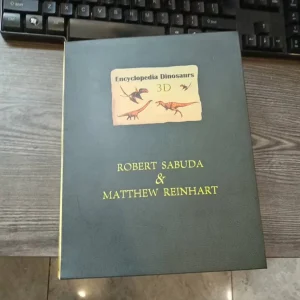 Encyclopedia Dinosaurs
3D
ROBERT SABUDA
&
MATTHEW REINHART